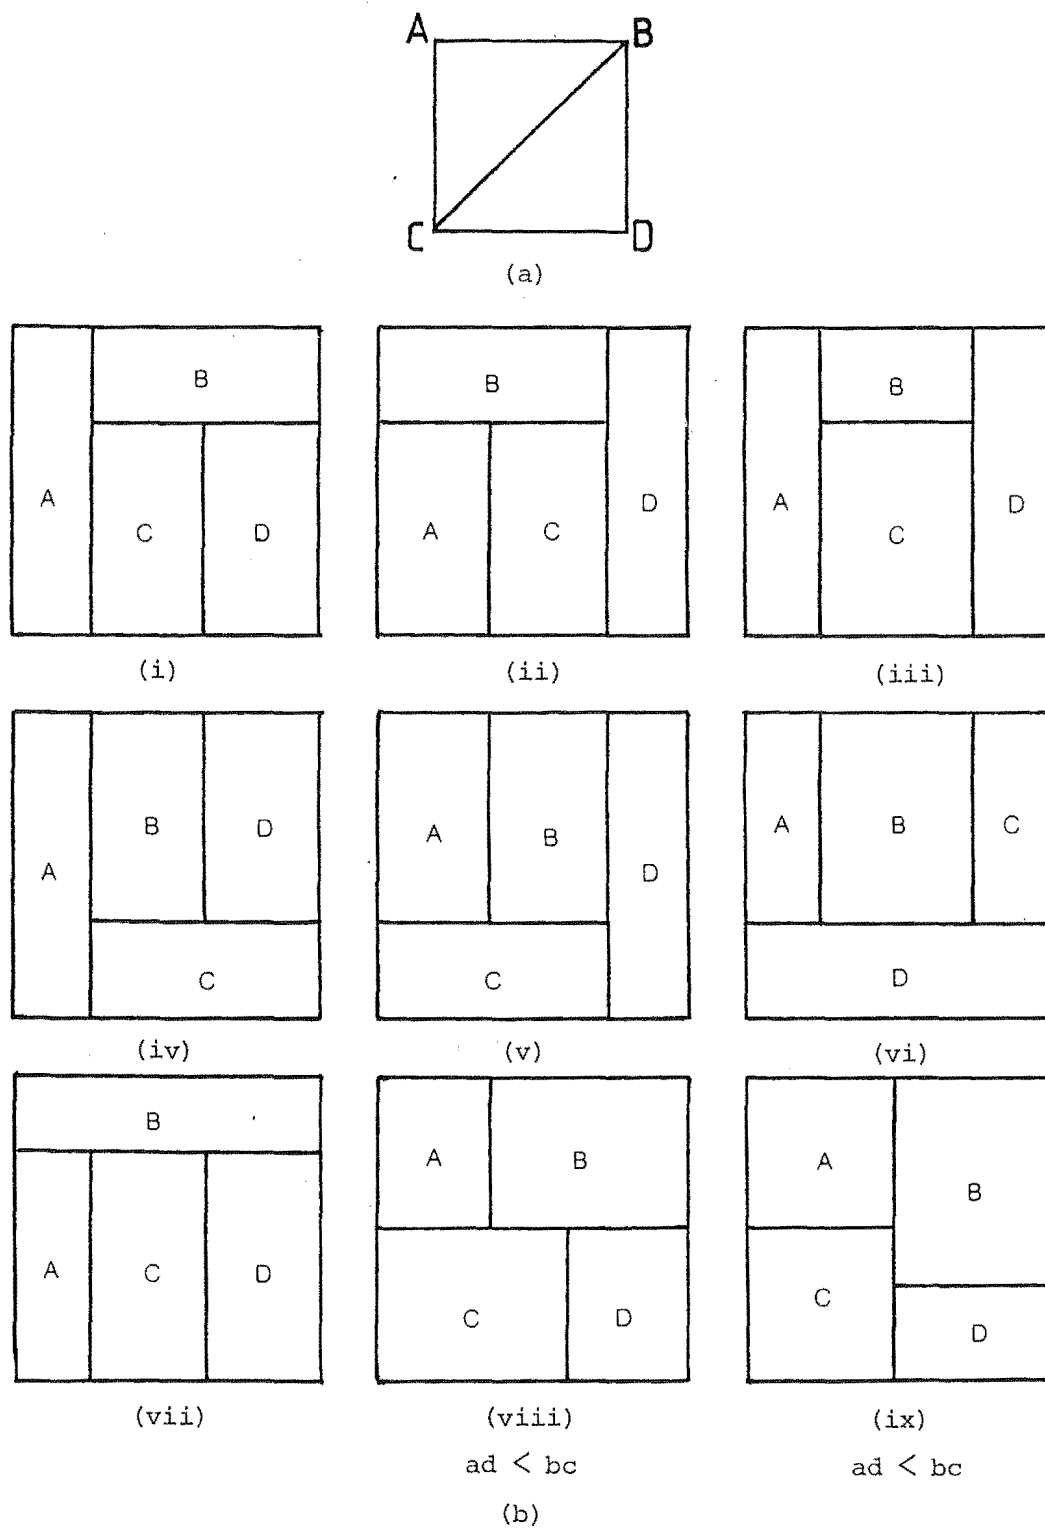 A B
C D
(a)
B
A C D
(i)
B
A C D
(ii)
B
A C D
(iii)
A B D
C
(iv)
A B D
C
(v)
A B C
D
(vi)
B
A C D
(vii)
A B
C D
(viii)
ad < bc
A B
C D
(ix)
ad < bc
(b)